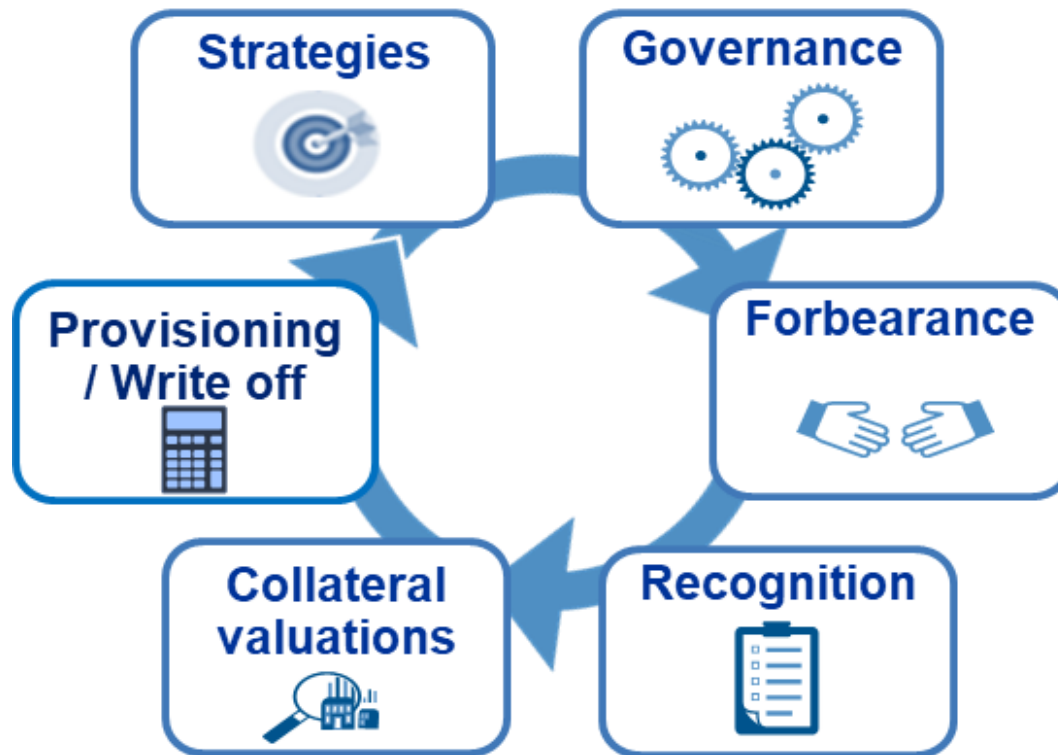 Strategies
Governance
Forbearance
Recognition
Collateral
valuations
Provisioning
/ Write off